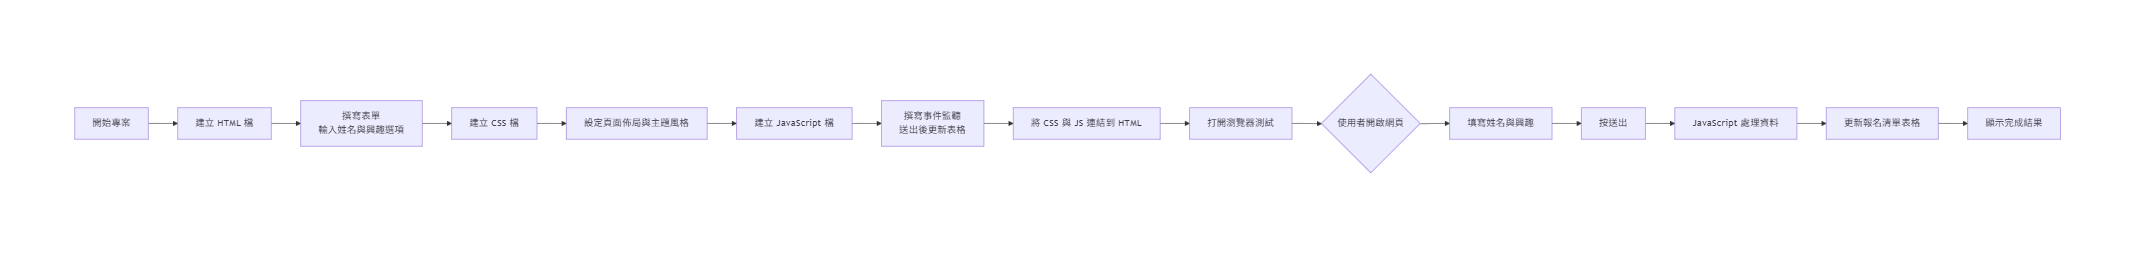 開始專案
建立 HTML 檔
撰寫表單
輸入姓名與興趣選項
建立 CSS 檔
設定頁面佈局與主題風格
建立 JavaScript 檔
撰寫事件監聽
送出後更新表格
將 CSS 與 JS 連結到 HTML
打開瀏覽器測試
使用者開啟網頁
填寫姓名與興趣
按送出
JavaScript 處理資料
更新報名清單表格
顯示完成結果